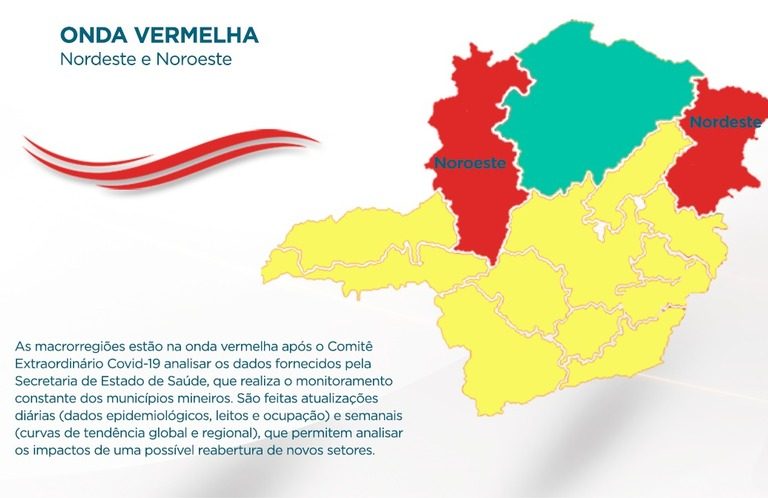 ONDA VERMELHA
Nordeste e Noroeste
Nordeste
Noroeste
As macrorregiões estão na onda vermelha após o Comitê
Extraordinário Covid-19 analisar os dados fornecidos pela
Secretaria de Estado de Saúde, que realiza o monitoramento
constante dos municípios mineiros. São feitas atualizações
diárias (dados epidemiológicos, leitos e ocupação) e semanais
(curvas de tendência global e regional), que permitem analisar
os impactos de uma possível reabertura de novos setores.